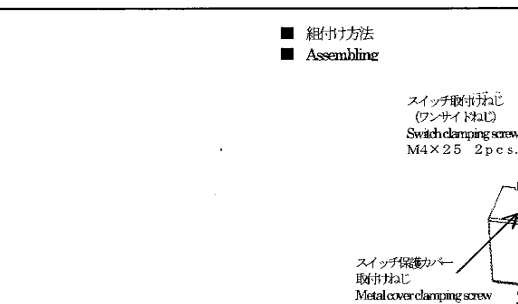 ■ 組付け方法
■ Assembling
スイッチ取付けねじ
(ワンサイドねじ)
Switch clamping screw
M4×25 2pcs.
スイッチ保護カバー
取付けねじ
Metal cover clamping screw